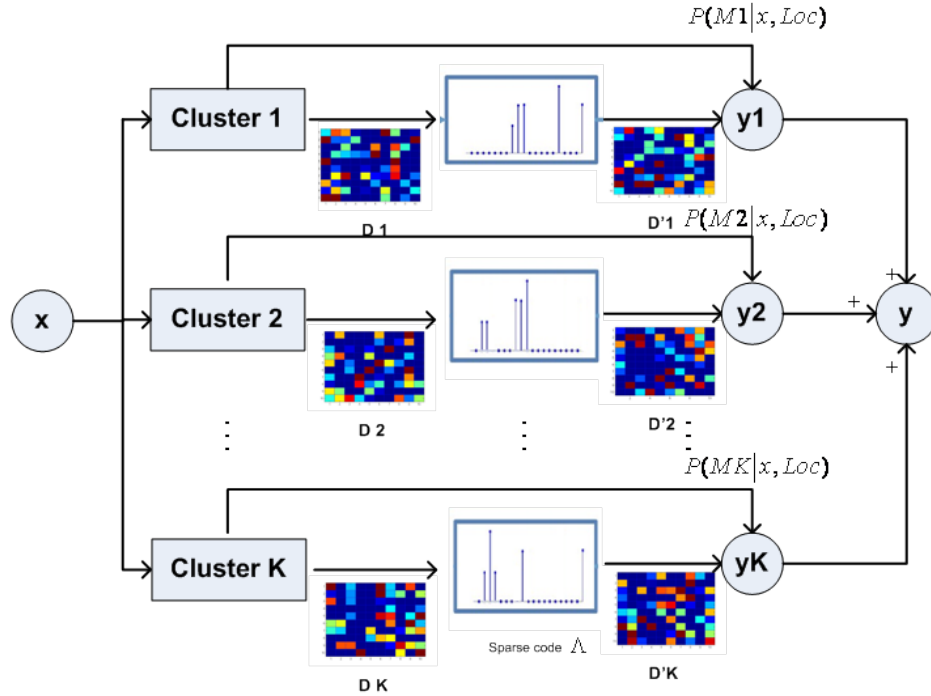 P(M1|x, Loc)
Cluster 1
y1
D 1
D'1
P(M2|x, Loc)
+
x
Cluster 2
y2
+
y
+
D 2
D'2
P(MK|x, Loc)
Cluster K
yK
Sparse code Λ
D K
D'K